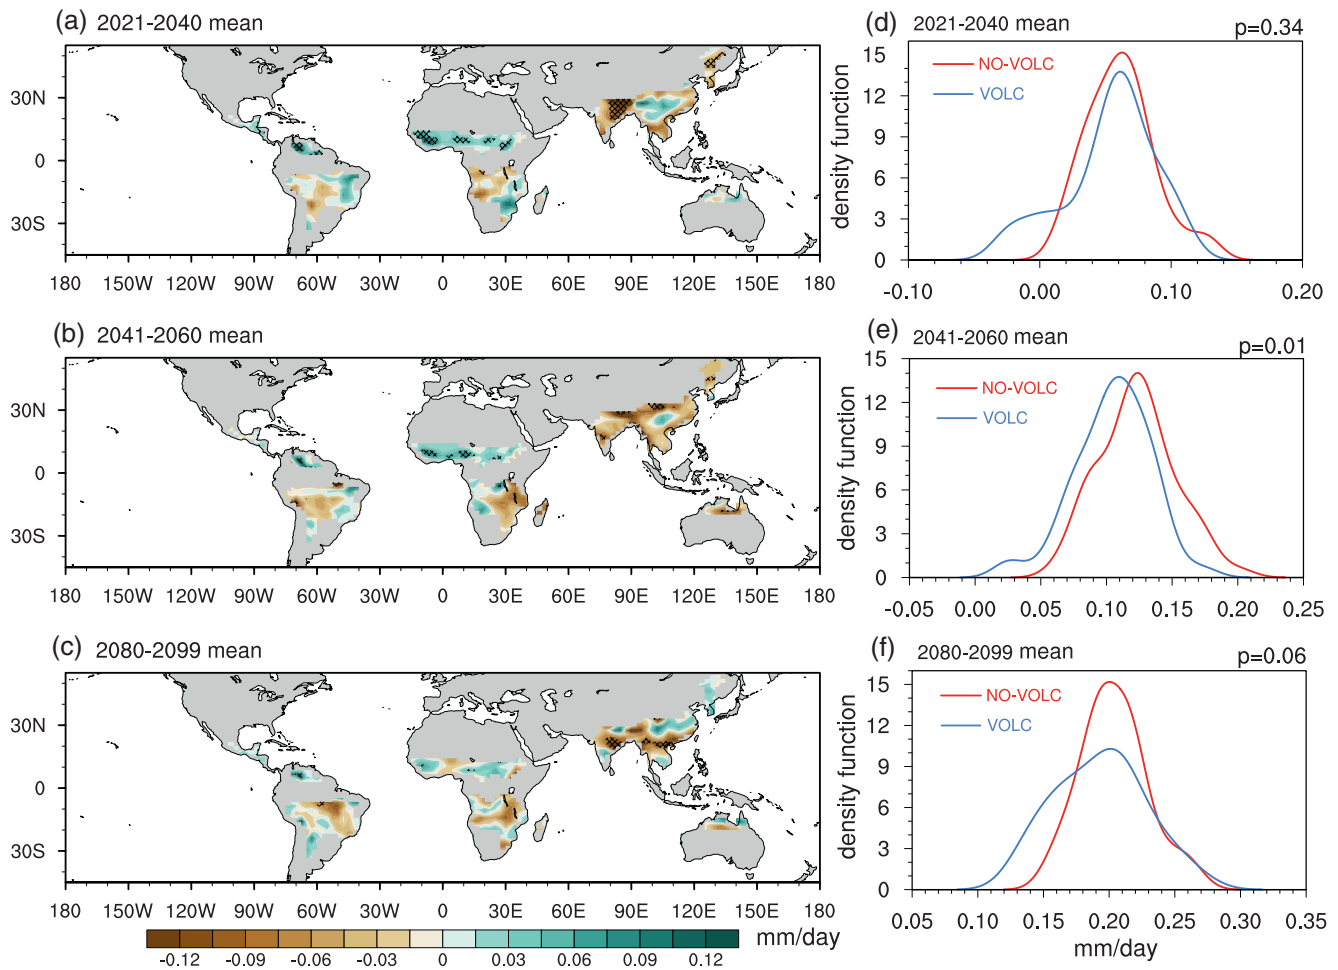 (a) 2021-2040 mean
30N
0
30S
180 150W 120W 90W 60W 30W 0 30E 60E 90E 120E 150E 180
(d) 2021-2040 mean p=0.34
density function
15
12
9
6
3
0
NO-VOLC
VOLC
-0.10 0.00 0.10 0.20
(b) 2041-2060 mean
30N
0
30S
180 150W 120W 90W 60W 30W 0 30E 60E 90E 120E 150E 180
(e) 2041-2060 mean p=0.01
density function
15
12
9
6
3
0
NO-VOLC
VOLC
-0.05 0.00 0.05 0.10 0.15 0.20 0.25
(c) 2080-2099 mean
30N
0
30S
180 150W 120W 90W 60W 30W 0 30E 60E 90E 120E 150E 180
-0.12 -0.09 -0.06 -0.03 0 0.03 0.06 0.09 0.12
mm/day
(f) 2080-2099 mean p=0.06
density function
15
12
9
6
3
0
NO-VOLC
VOLC
0.05 0.10 0.15 0.20 0.25 0.30 0.35
mm/day